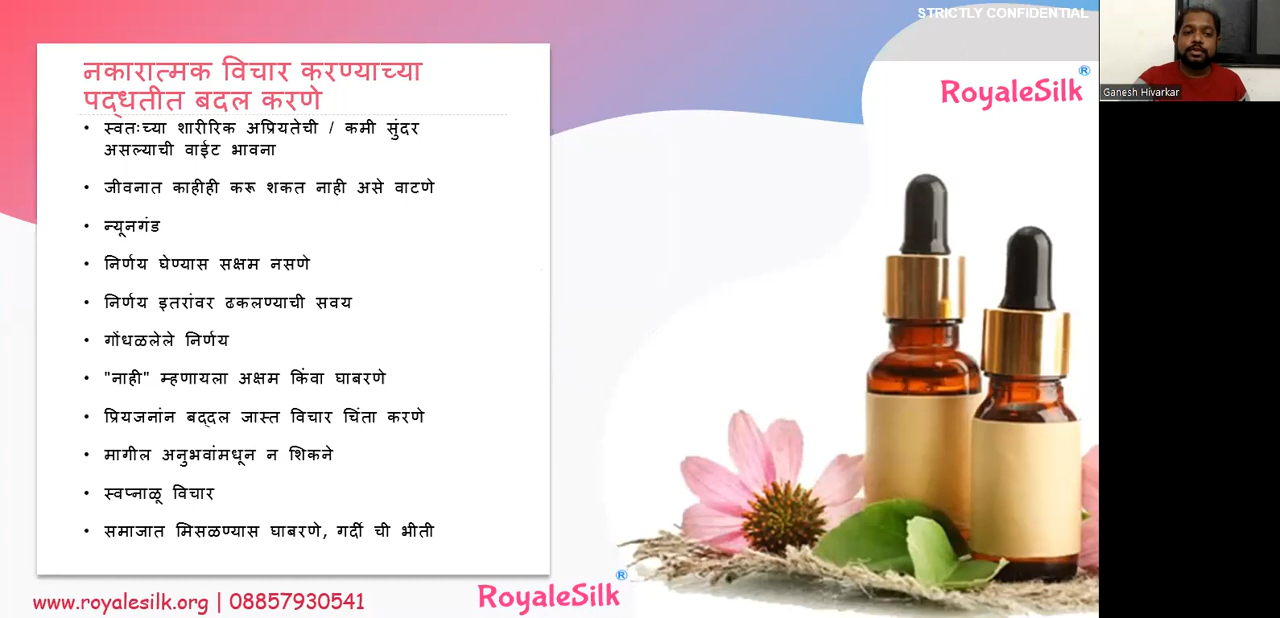 STRICTLY CONFIDENTIAL
नकारात्मक विचार करण्याच्या
पद्धतीत बदल करणे
• स्वतःच्या शारीरिक अप्रियतेची / कमी सुंदर
असल्याची वाईट भावना
• जीवनात काहीही करू शकत नाही असे वाटणे
• न्यूनगंड
• निर्णय घेण्यास सक्षम नसणे
• निर्णय इतरांवर ढकलण्याची सवय
• गोंधळलेले निर्णय
• "नाही" म्हणायला अक्षम किंवा घाबरणे
• प्रियजनांन बद्दल जास्त विचार चिंता करणे
• मागील अनुभवांमधून न शिकने
• स्वप्नाळू विचार
• समाजात मिसळण्यास घाबरणे, गर्दी ची भीती
www.royalesilk.org | 08857930541
RoyaleSilk®
RoyaleSilk®
Ganesh Hivarkar